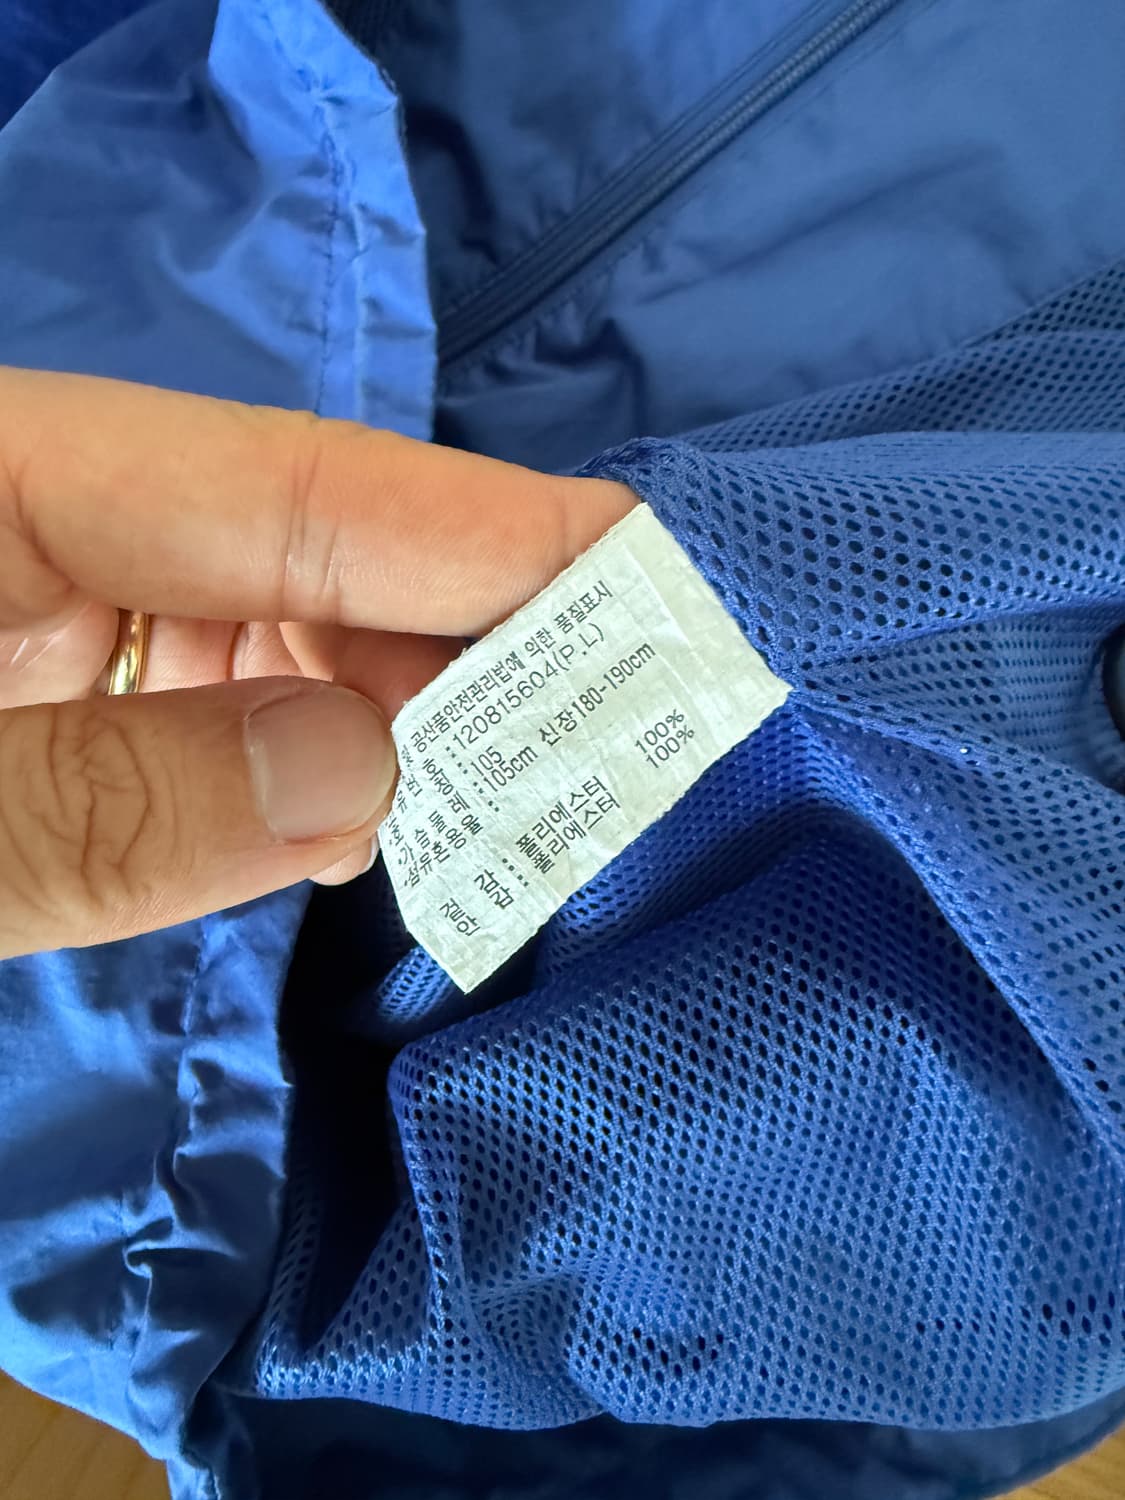 공산품안전관리법에 의한 품질표시
:120815604(P.L)
:105
:105cm 신장180-190cm
섬유혼용률
겉감 : 폴리에스터 100%
안감 : 폴리에스터 100%